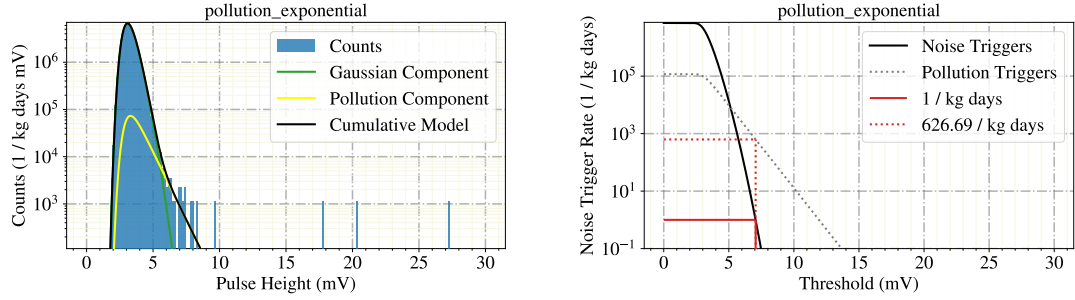 pollution_exponential
Counts (1 / kg days mV)
10^6
10^5
10^4
10^3
Counts
Gaussian Component
Pollution Component
Cumulative Model
0 5 10 15 20 25 30
Pulse Height (mV)
pollution_exponential
Noise Trigger Rate (1 / kg days)
10^5
10^3
10^1
10^−1
Noise Triggers
Pollution Triggers
1 / kg days
626.69 / kg days
0 5 10 15 20 25 30
Threshold (mV)